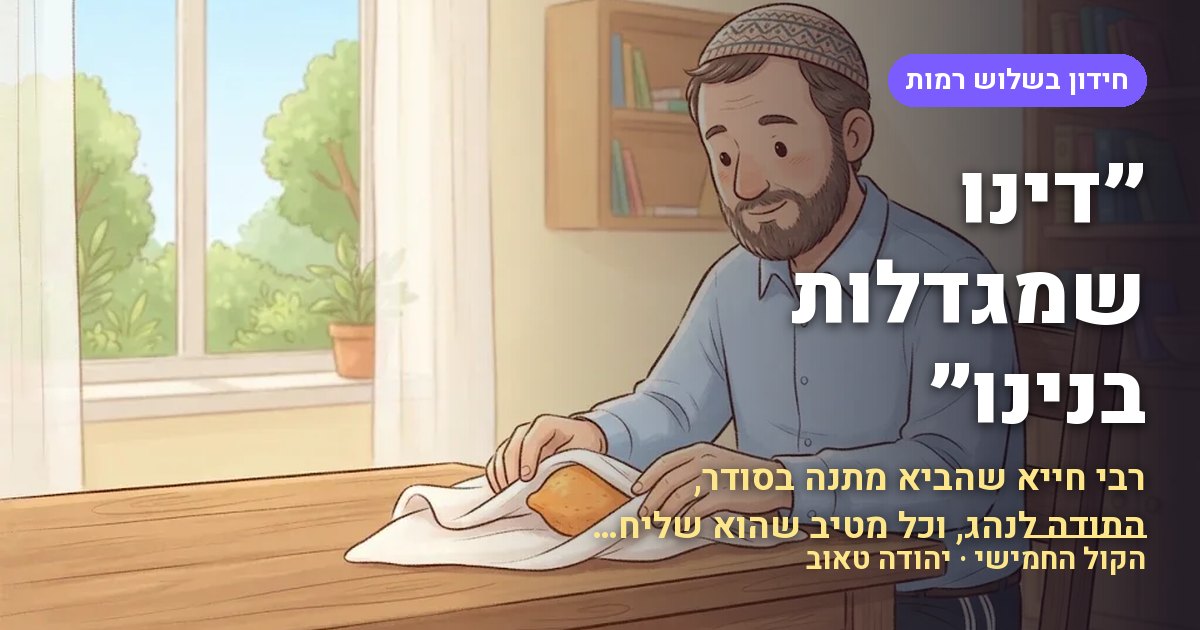 חידון בשלוש רמות
”דינו
שמגדלות
בנינו”
רבי חייא שהביא מתנה בסודר,
התודה לנהג, וכל מטיב שהוא שליח...
הקול החמישי · יהודה טאוב